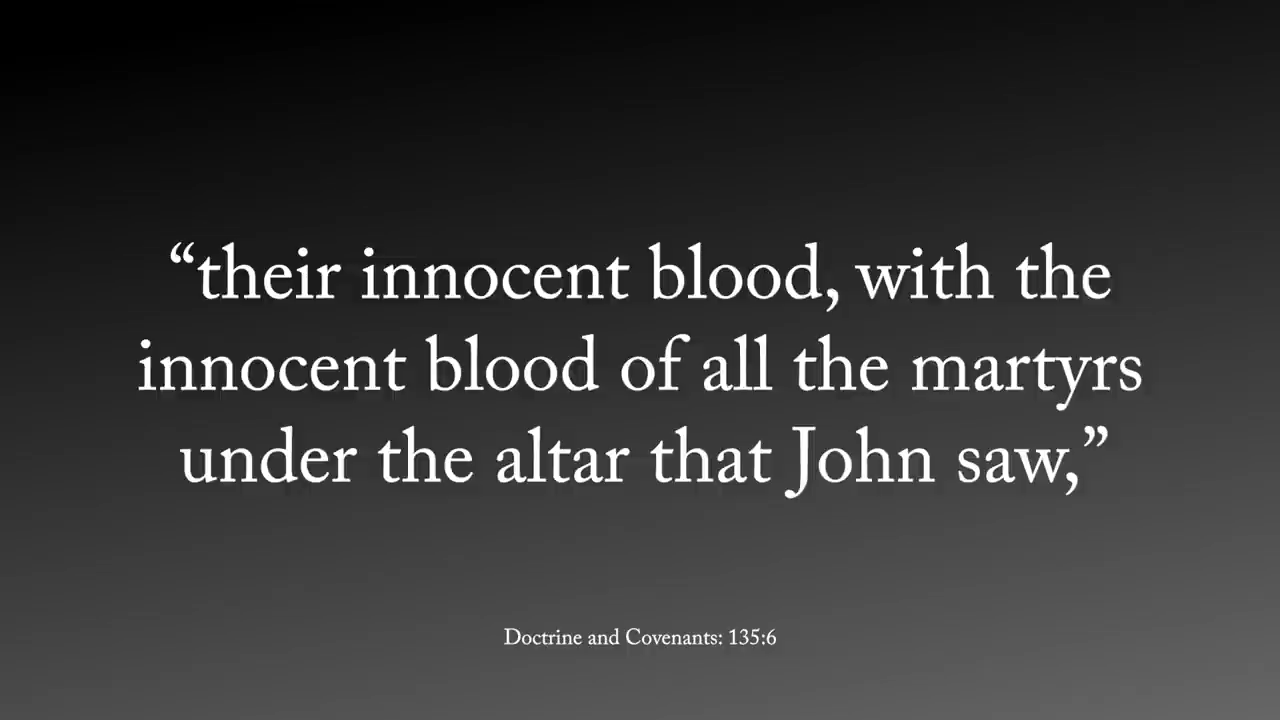 “their innocent blood, with the
innocent blood of all the martyrs
under the altar that John saw,”
Doctrine and Covenants: 135:6